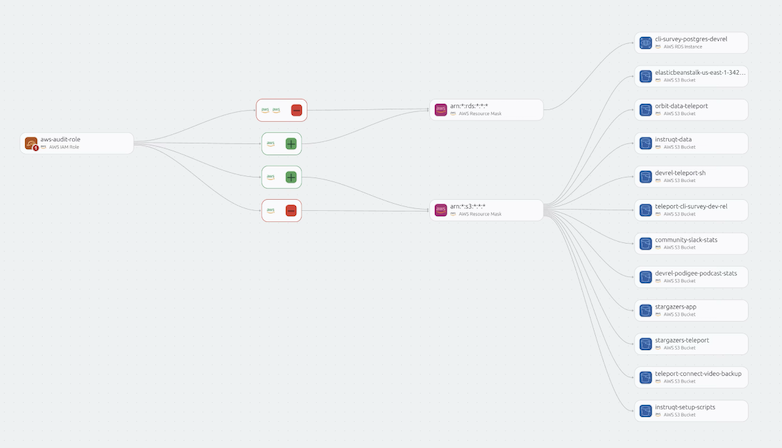 aws-audit-role
AWS IAM Role
aws aws
aws
aws
aws
arn:*:rds:*:*:*
AWS Resource Mask
arn:*:s3:*:*:*
AWS Resource Mask
cli-survey-postgres-devrel
AWS RDS Instance
elasticbeanstalk-us-east-1-342...
AWS S3 Bucket
orbit-data-teleport
AWS S3 Bucket
instruqt-data
AWS S3 Bucket
devrel-teleport-sh
AWS S3 Bucket
teleport-cli-survey-dev-rel
AWS S3 Bucket
community-slack-stats
AWS S3 Bucket
devrel-podigee-podcast-stats
AWS S3 Bucket
stargazers-app
AWS S3 Bucket
stargazers-teleport
AWS S3 Bucket
teleport-connect-video-backup
AWS S3 Bucket
instruqt-setup-scripts
AWS S3 Bucket